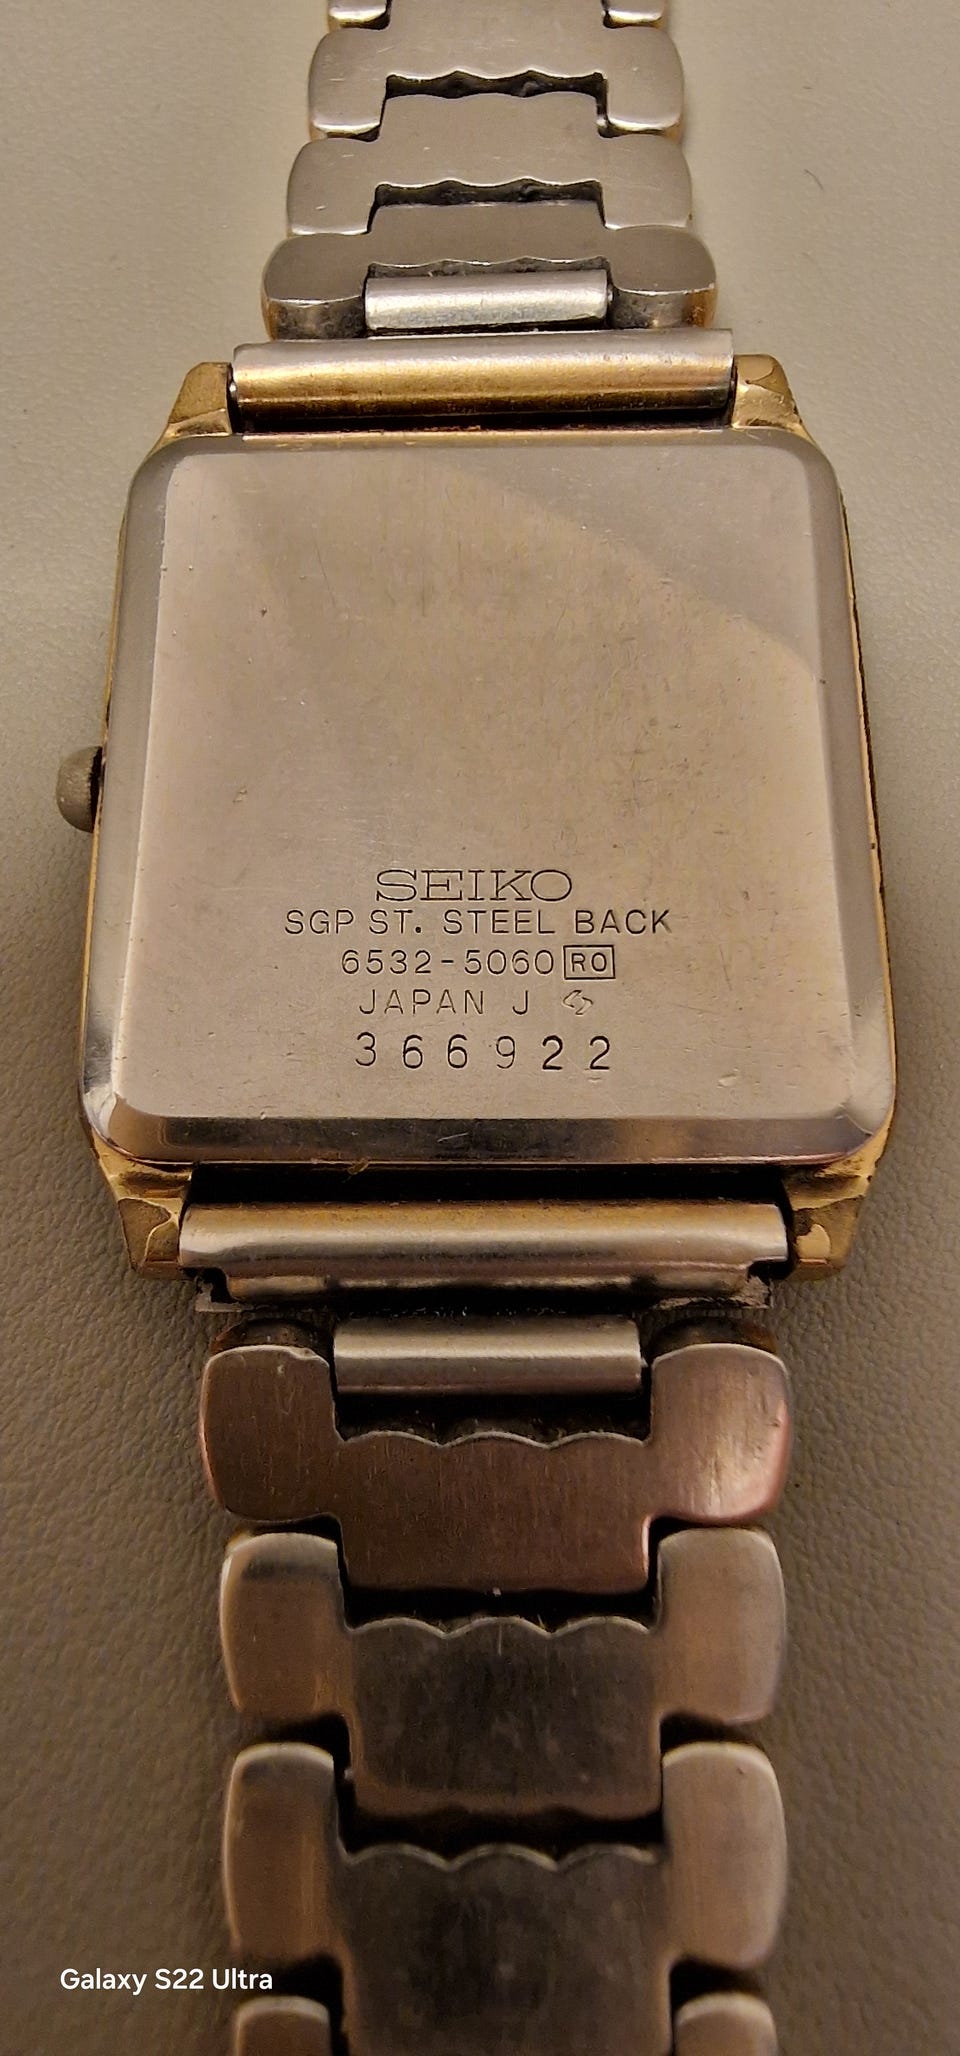 SEIKO
SGP ST. STEEL BACK
6532-5060 RO
JAPAN J
366922
Galaxy S22 Ultra